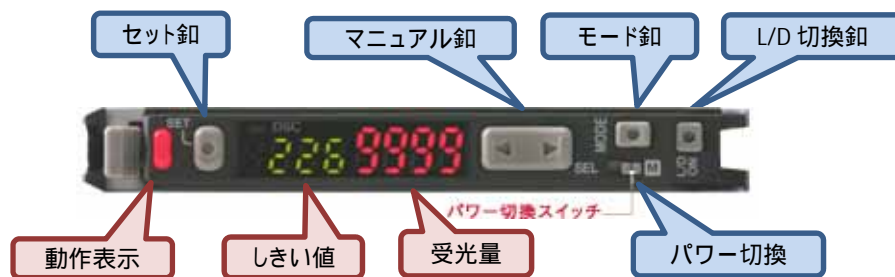 セット釦
マニュアル釦
モード釦
L/D 切換釦
SET
DSC
226 9999
SEL
MODE
M
パワー切換スイッチ
動作表示
しきい値
受光量
パワー切換